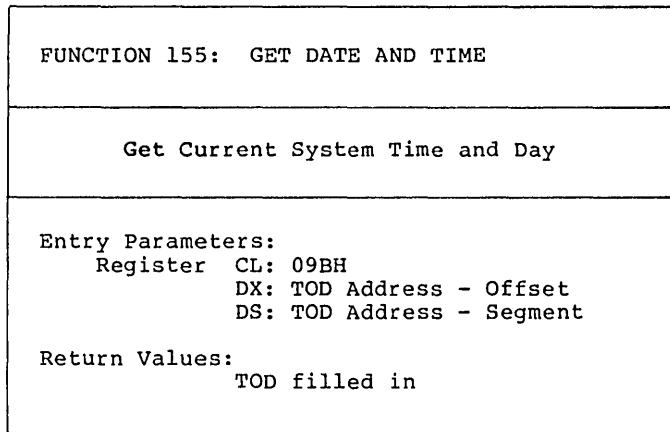 FUNCTION 155: GET DATE AND TIME
Get Current System Time and Day
Entry Parameters:
Register CL: 09BH
DX: TOD Address - Offset
DS: TOD Address - Segment
Return Values:
TOD filled in